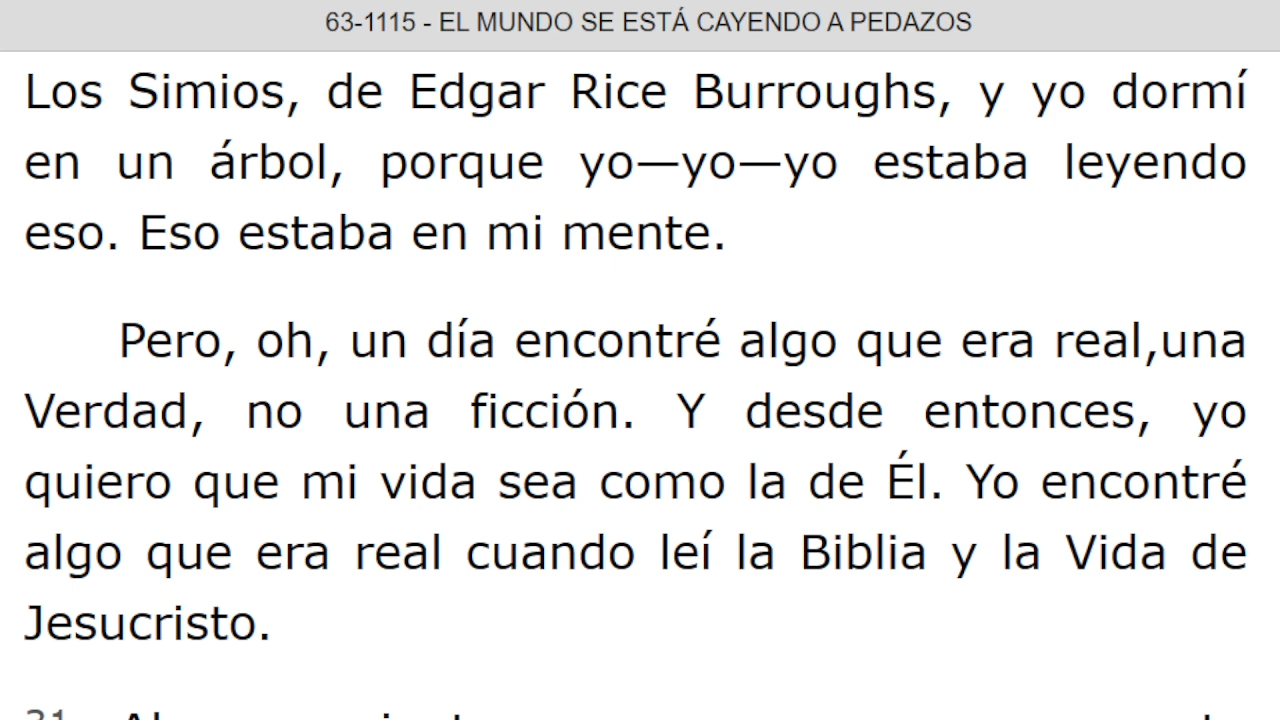 63-1115 - EL MUNDO SE ESTÁ CAYENDO A PEDAZOS
Los Simios, de Edgar Rice Burroughs, y yo dormí
en un árbol, porque yo—yo—yo estaba leyendo
eso. Eso estaba en mi mente.
Pero, oh, un día encontré algo que era real,una
Verdad, no una ficción. Y desde entonces, yo
quiero que mi vida sea como la de Él. Yo encontré
algo que era real cuando leí la Biblia y la Vida de
Jesucristo.